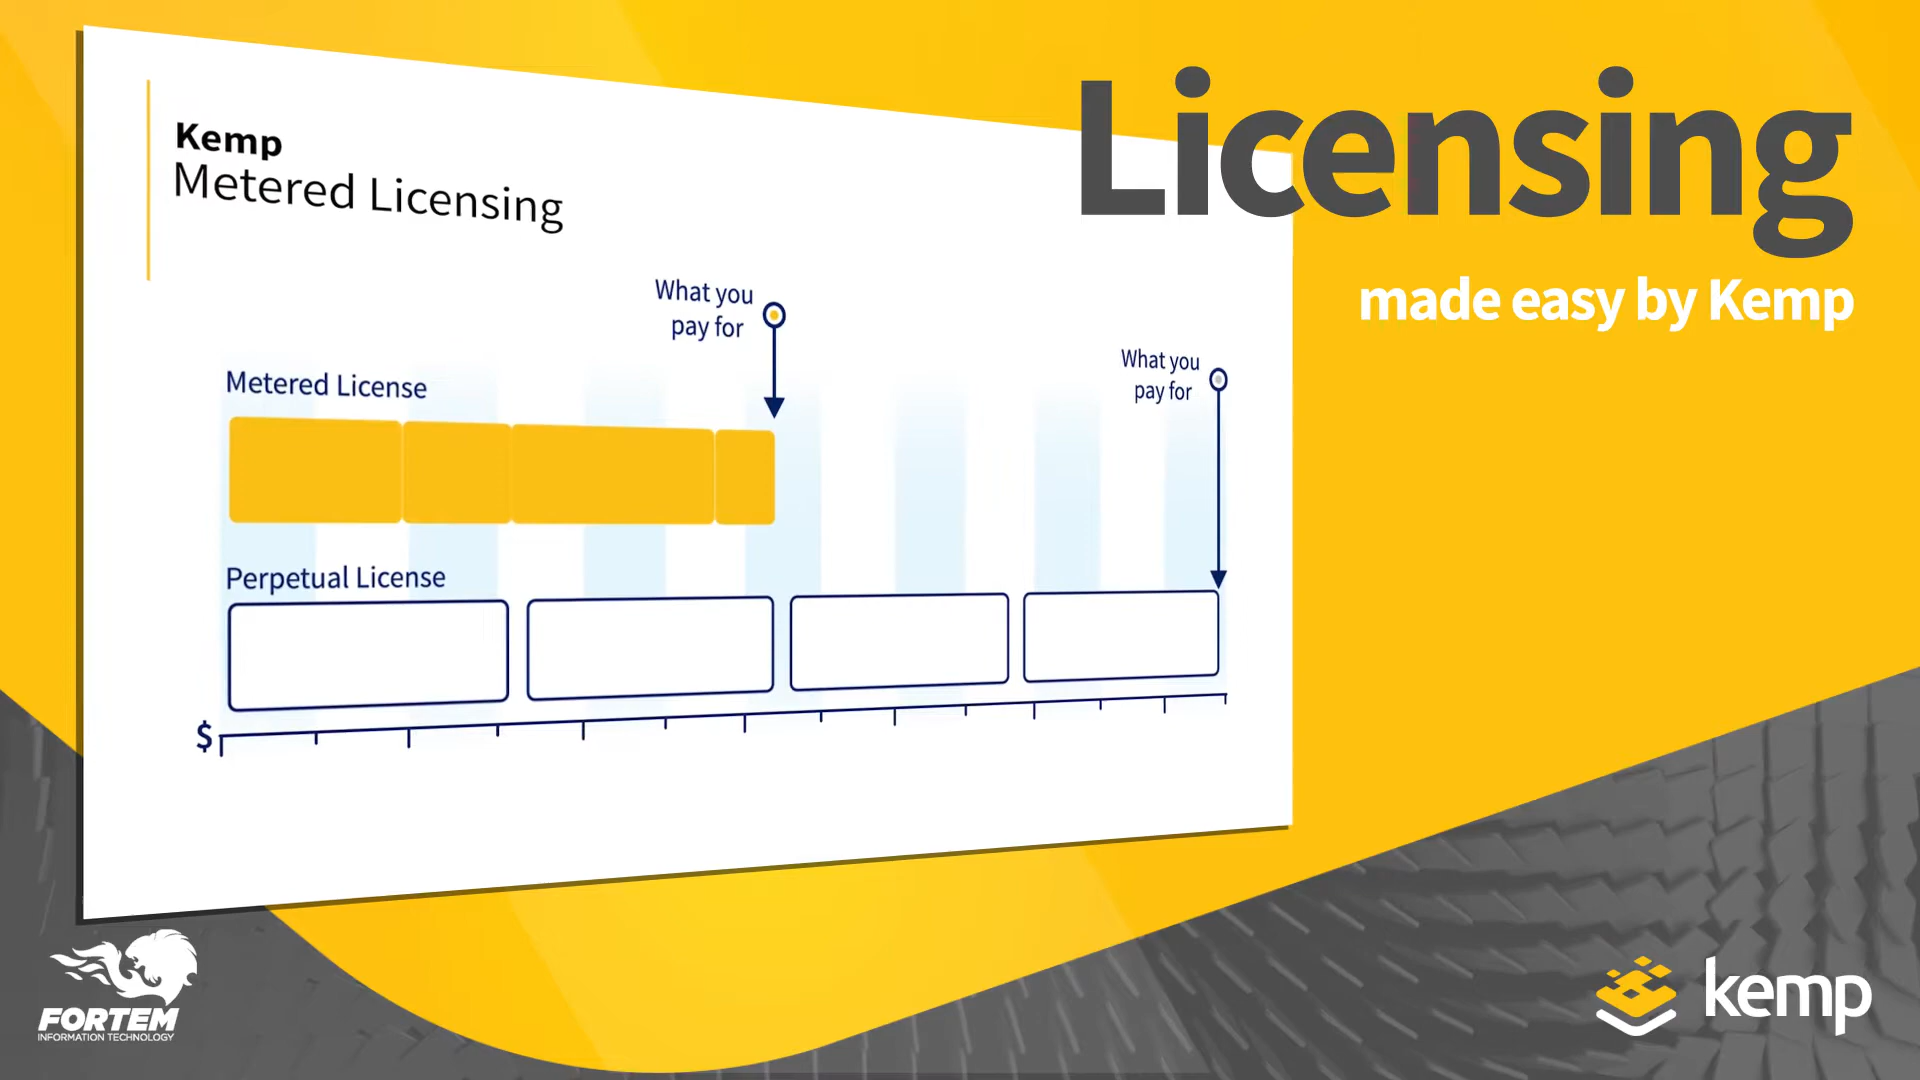 Licensing
made easy by Kemp
Kemp
Metered Licensing
What you
pay for
What you
pay for
Metered License
Perpetual License
$
FORTEM
INFORMATION TECHNOLOGY
kemp